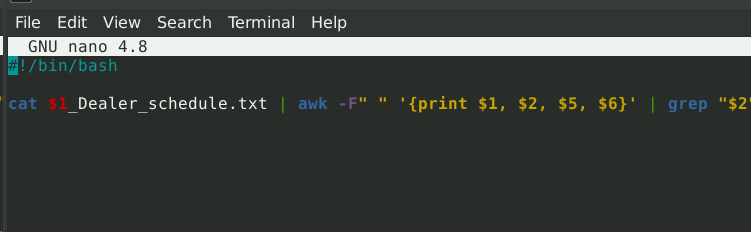 File Edit View Search Terminal Help
GNU nano 4.8
#!/bin/bash
cat $1_Dealer_schedule.txt | awk -F" " '{print $1, $2, $5, $6}' | grep "$2"